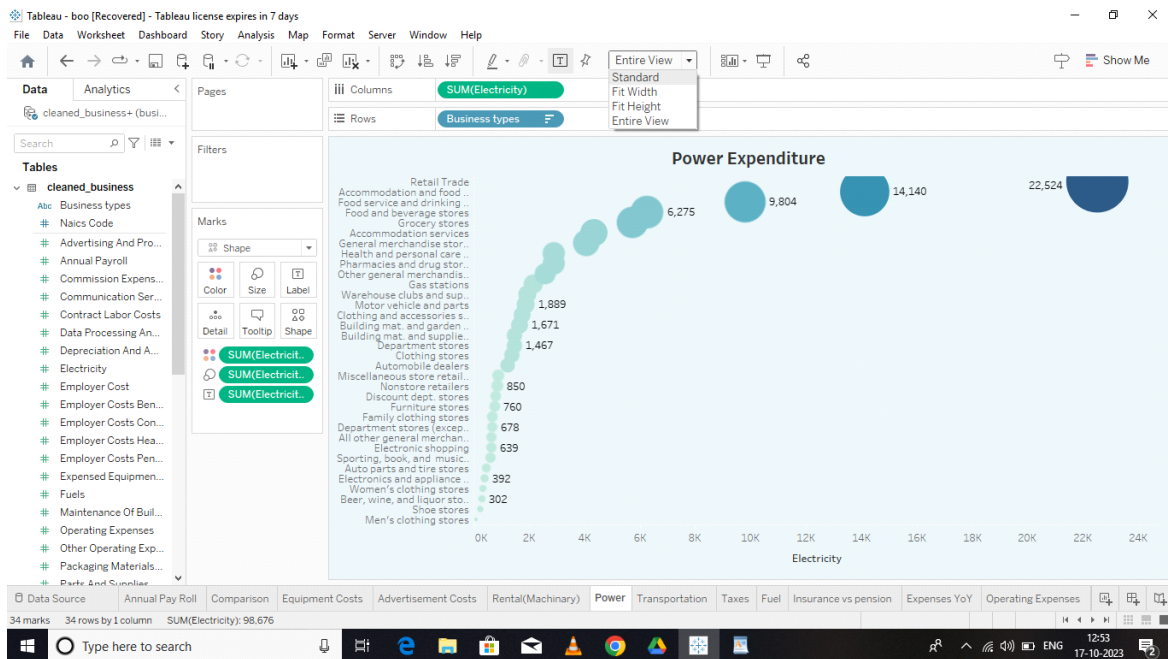 Tableau - boo [Recovered] - Tableau license expires in 7 days
File Data Worksheet Dashboard Story Analysis Map Format Server Window Help
Entire View
Show Me
Standard
Fit Width
Fit Height
Entire View
Data Analytics
cleaned_business+ (busi...
Search
Tables
cleaned_business
Abc Business types
# Naics Code
# Advertising And Pro...
# Annual Payroll
# Commission Expens...
# Communication Ser...
# Contract Labor Costs
# Data Processing An...
# Depreciation And A...
# Electricity
# Employer Cost
# Employer Costs Ben...
# Employer Costs Con...
# Employer Costs Hea...
# Employer Costs Pen...
# Expensed Equipmen...
# Fuels
# Maintenance Of Buil...
# Operating Expenses
# Other Operating Exp...
# Packaging Materials...
# Parts And Supplies
Pages
Filters
Marks
Shape
Color Size Label
Detail Tooltip Shape
SUM(Electricit..
SUM(Electricit..
SUM(Electricit..
Columns SUM(Electricity)
Rows Business types
Power Expenditure
Retail Trade
Accommodation and food ..
Food service and drinking ..
Food and beverage stores
Grocery stores
Accommodation services
General merchandise stor..
Health and personal care ..
Pharmacies and drug stor..
Other general merchandis..
Gas stations
Warehouse clubs and sup..
Motor vehicle and parts
Clothing and accessories s..
Building mat. and garden ..
Building mat. and supplie..
Department stores
Clothing stores
Automobile dealers
Miscellaneous store retail..
Nonstore retailers
Discount dept. stores
Furniture stores
Family clothing stores
Department stores (excep..
All other general merchan..
Electronic shopping
Sporting, book, and music..
Auto parts and tire stores
Electronics and appliance ..
Women's clothing stores
Beer, wine, and liquor sto..
Shoe stores
Men's clothing stores
22,524
14,140
9,804
6,275
1,889
1,671
1,467
850
760
678
639
392
302
0K 2K 4K 6K 8K 10K 12K 14K 16K 18K 20K 22K 24K
Electricity
Data Source Annual Pay Roll Comparison Equipment Costs Advertisement Costs Rental(Machinary) Power Transportation Taxes Fuel Insurance vs pension Expenses YoY Operating Expenses
34 marks 34 rows by 1 column SUM(Electricity): 98.676
Type here to search
ENG
12:53
17-10-2023
2